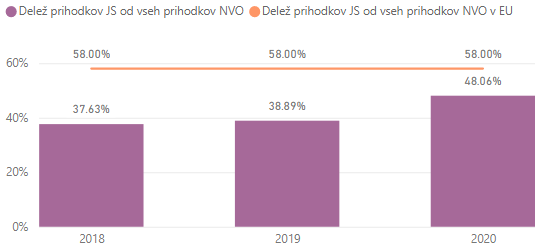 Delež prihodkov JS od vseh prihodkov NVO Delež prihodkov JS od vseh prihodkov NVO v EU
58.00% 58.00% 58.00%
60%
48.06%
37.63% 38.89%
40%
20%
0%
2018 2019 2020